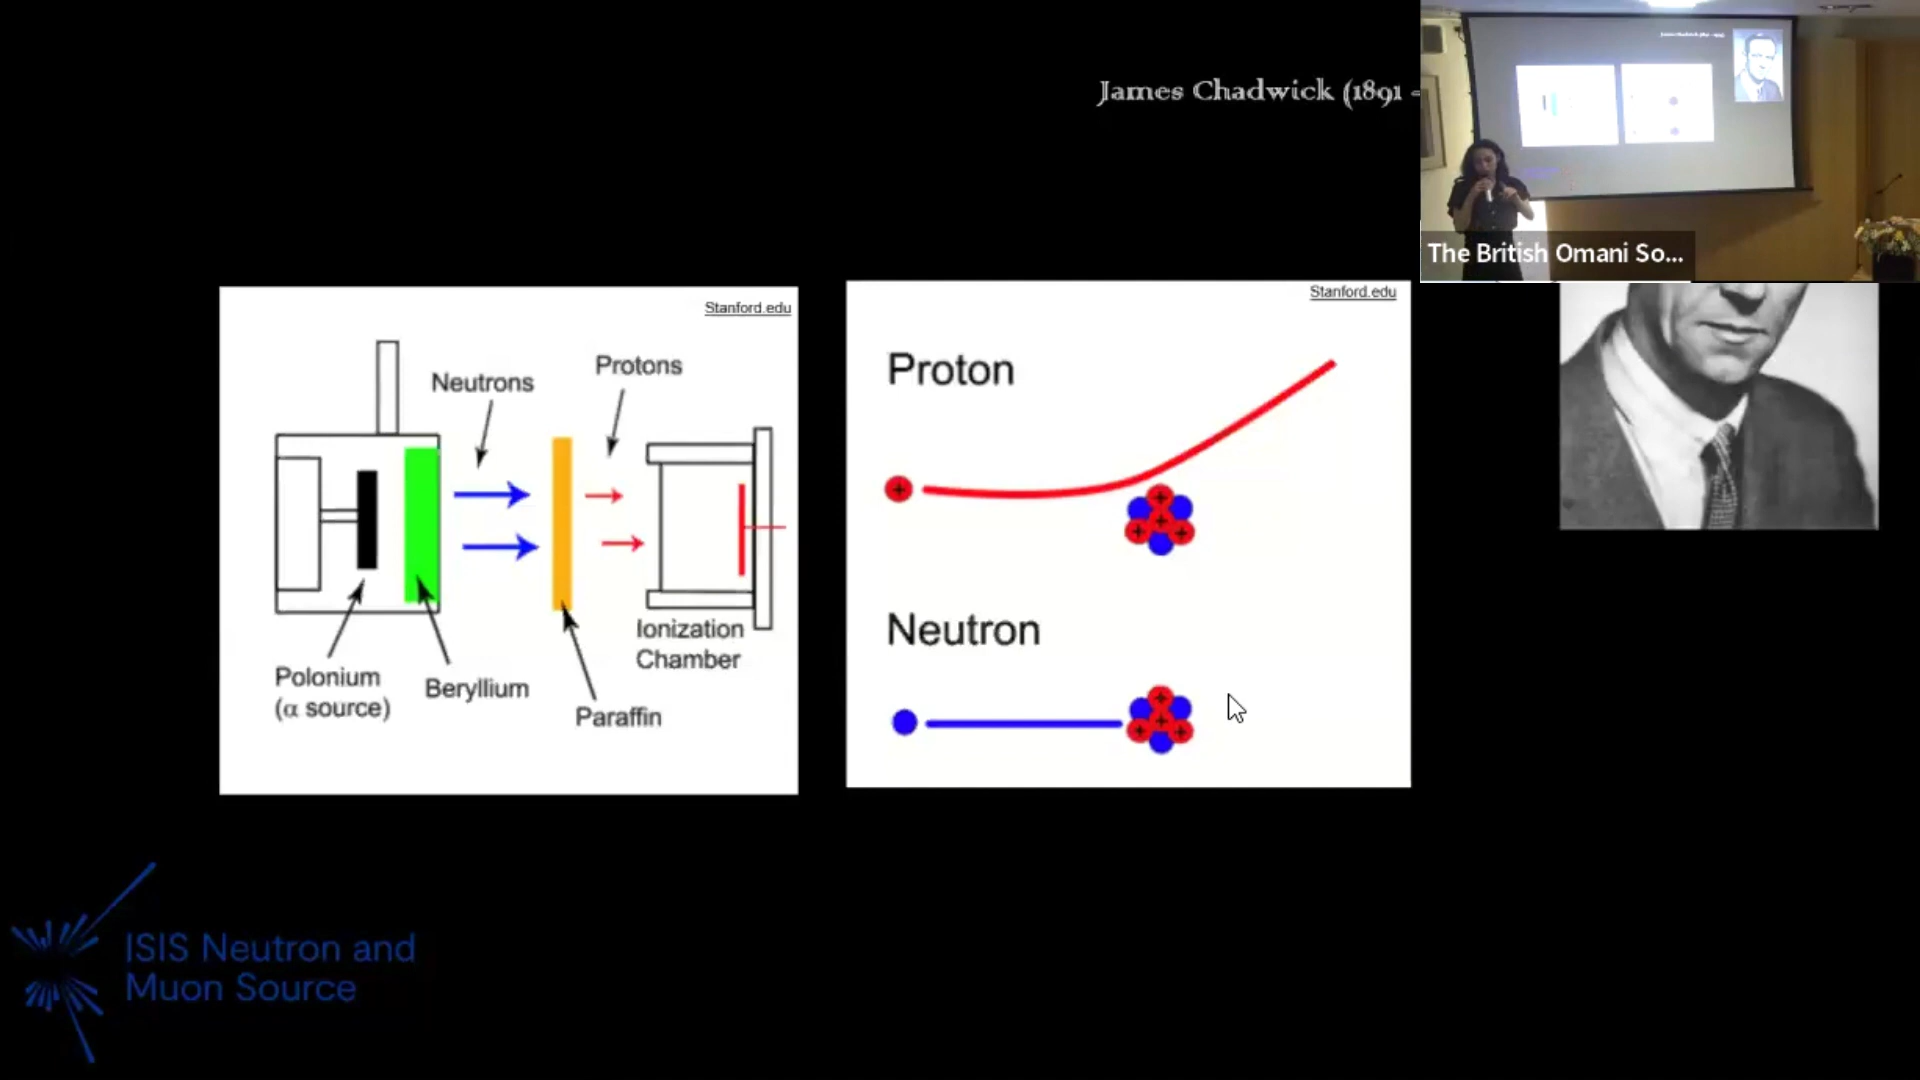 James Chadwick (1891 -
The British Omani So...
Stanford.edu
Neutrons
Protons
Polonium
(α source)
Beryllium
Paraffin
Ionization
Chamber
Stanford.edu
Proton
+
+
+
+
+
Neutron
+
+
+
+
ISIS Neutron and
Muon Source